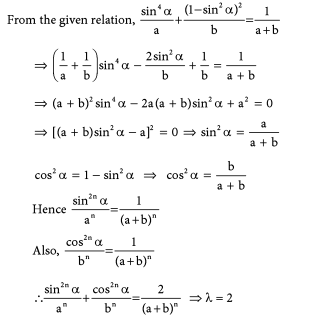 From the given relation, sin⁴ α/a + (1−sin² α)²/b = 1/(a+b)
⇒ (1/a + 1/b) sin⁴ α − 2sin² α/b + 1/b = 1/(a + b)
⇒ (a + b)² sin⁴ α − 2a(a + b)sin² α + a² = 0
⇒ [(a + b)sin² α − a]² = 0 ⇒ sin² α = a/(a + b)
cos² α = 1 − sin² α ⇒ cos² α = b/(a + b)
Hence sin²ⁿ α/aⁿ = 1/(a+b)ⁿ
Also, cos²ⁿ α/bⁿ = 1/(a+b)ⁿ
∴ sin²ⁿ α/aⁿ + cos²ⁿ α/bⁿ = 2/(a+b)ⁿ ⇒ λ = 2